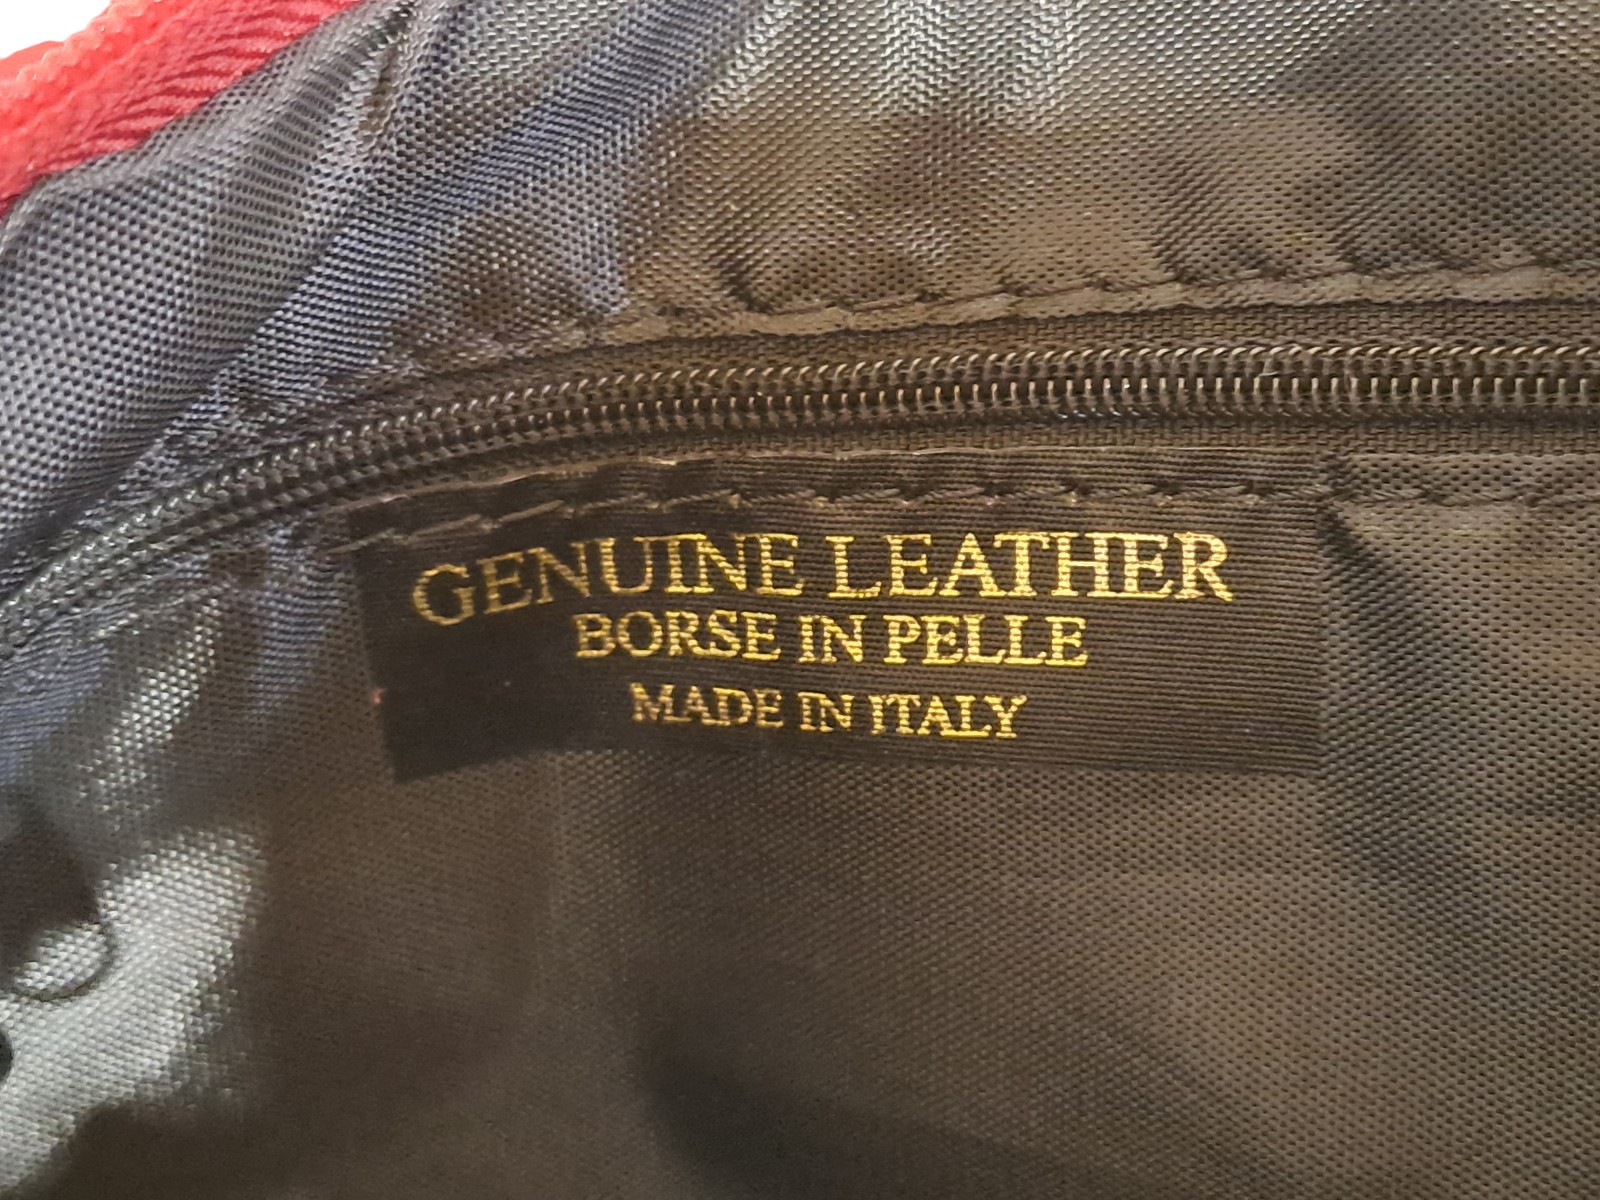 GENUINE LEATHER
BORSE IN PELLE
MADE IN ITALY